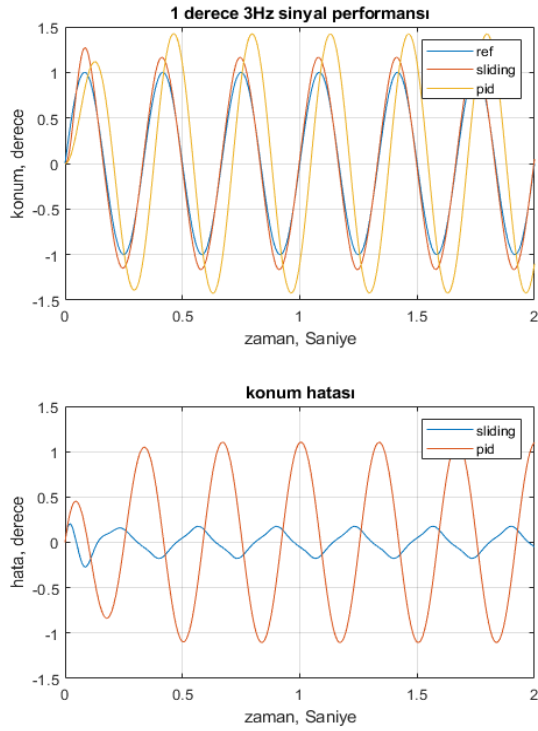 1 derece 3Hz sinyal performansı
1.5
1
0.5
0
-0.5
-1
-1.5
konum, derece
ref
sliding
pid
0
0.5
1
1.5
2
zaman, Saniye
konum hatası
1.5
1
0.5
0
-0.5
-1
-1.5
hata, derece
sliding
pid
0
0.5
1
1.5
2
zaman, Saniye